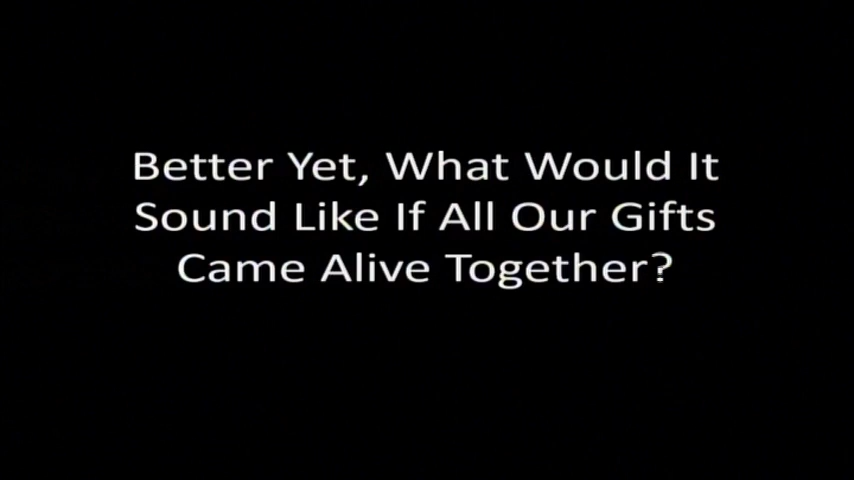 Better Yet, What Would It
Sound Like If All Our Gifts
Came Alive Together?